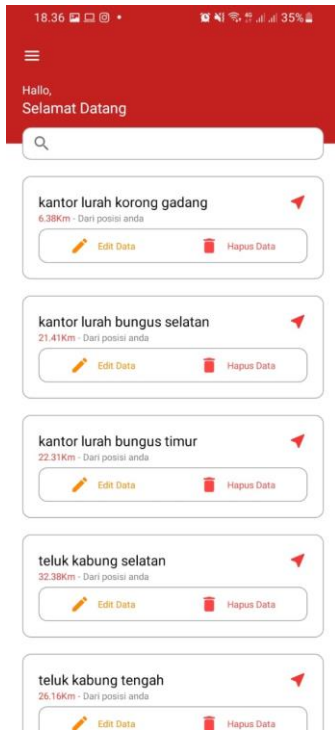 18.36 35%
Hallo,
Selamat Datang
kantor lurah korong gadang
6.38Km - Dari posisi anda
Edit Data Hapus Data
kantor lurah bungus selatan
21.41Km - Dari posisi anda
Edit Data Hapus Data
kantor lurah bungus timur
22.31Km - Dari posisi anda
Edit Data Hapus Data
teluk kabung selatan
32.38Km - Dari posisi anda
Edit Data Hapus Data
teluk kabung tengah
26.16Km - Dari posisi anda
Edit Data Hapus Data